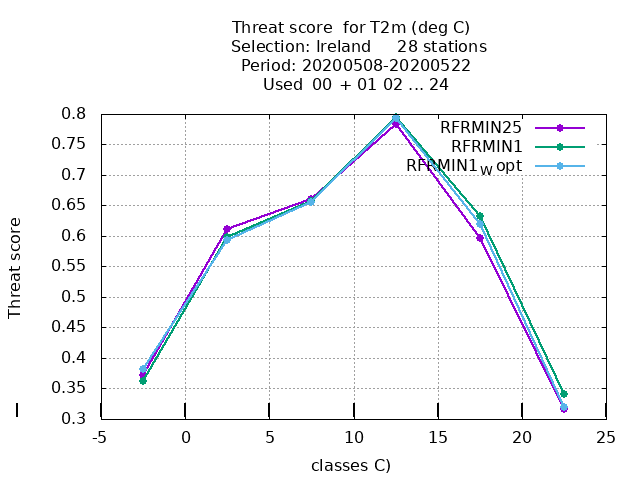 Threat score for T2m (deg C)
Selection: Ireland 28 stations
Period: 20200508-20200522
Used 00 + 01 02 ... 24
RFRMIN25
RFRMIN1
RFRMIN1W opt
0.8
0.75
0.7
0.65
0.6
0.55
0.5
0.45
0.4
0.35
0.3
Threat score
-5 0 5 10 15 20 25
classes C)